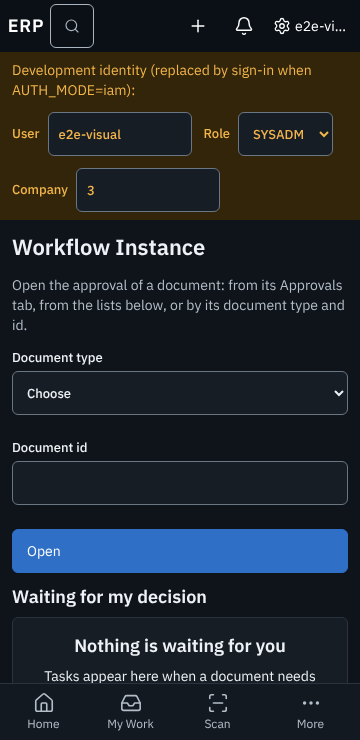 ERP
e2e-vi...
Development identity (replaced by sign-in when
AUTH_MODE=iam):
User e2e-visual Role SYSADM
Company 3
Workflow Instance
Open the approval of a document: from its Approvals
tab, from the lists below, or by its document type and
id.
Document type
Choose
Document id
Open
Waiting for my decision
Nothing is waiting for you
Tasks appear here when a document needs
Home My Work Scan More